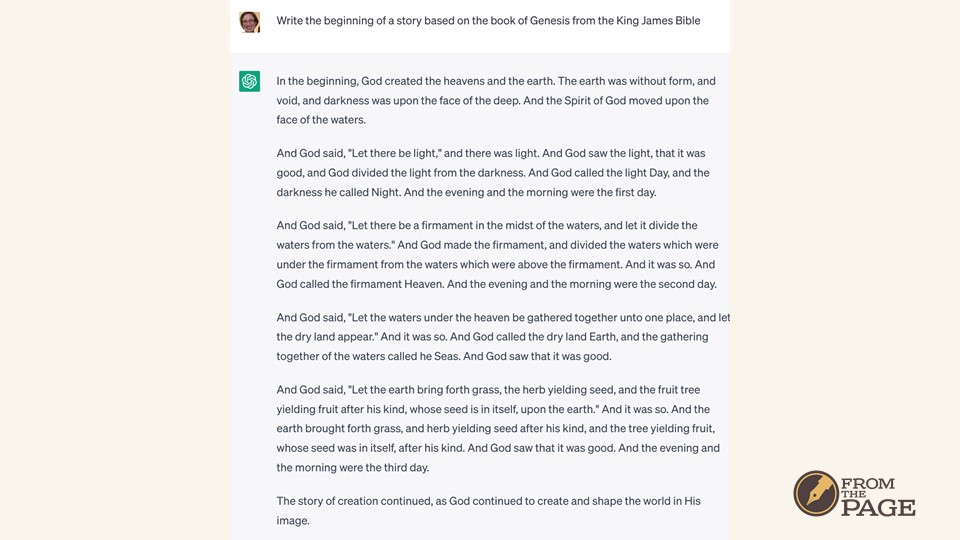 Write the beginning of a story based on the book of Genesis from the King James Bible
In the beginning, God created the heavens and the earth. The earth was without form, and
void, and darkness was upon the face of the deep. And the Spirit of God moved upon the
face of the waters.
And God said, "Let there be light," and there was light. And God saw the light, that it was
good, and God divided the light from the darkness. And God called the light Day, and the
darkness he called Night. And the evening and the morning were the first day.
And God said, "Let there be a firmament in the midst of the waters, and let it divide the
waters from the waters." And God made the firmament, and divided the waters which were
under the firmament from the waters which were above the firmament. And it was so. And
God called the firmament Heaven. And the evening and the morning were the second day.
And God said, "Let the waters under the heaven be gathered together unto one place, and let
the dry land appear." And it was so. And God called the dry land Earth, and the gathering
together of the waters called he Seas. And God saw that it was good.
And God said, "Let the earth bring forth grass, the herb yielding seed, and the fruit tree
yielding fruit after his kind, whose seed is in itself, upon the earth." And it was so. And the
earth brought forth grass, and herb yielding seed after his kind, and the tree yielding fruit,
whose seed was in itself, after his kind. And God saw that it was good. And the evening and
the morning were the third day.
The story of creation continued, as God continued to create and shape the world in His
image.
FROM
THE
PAGE